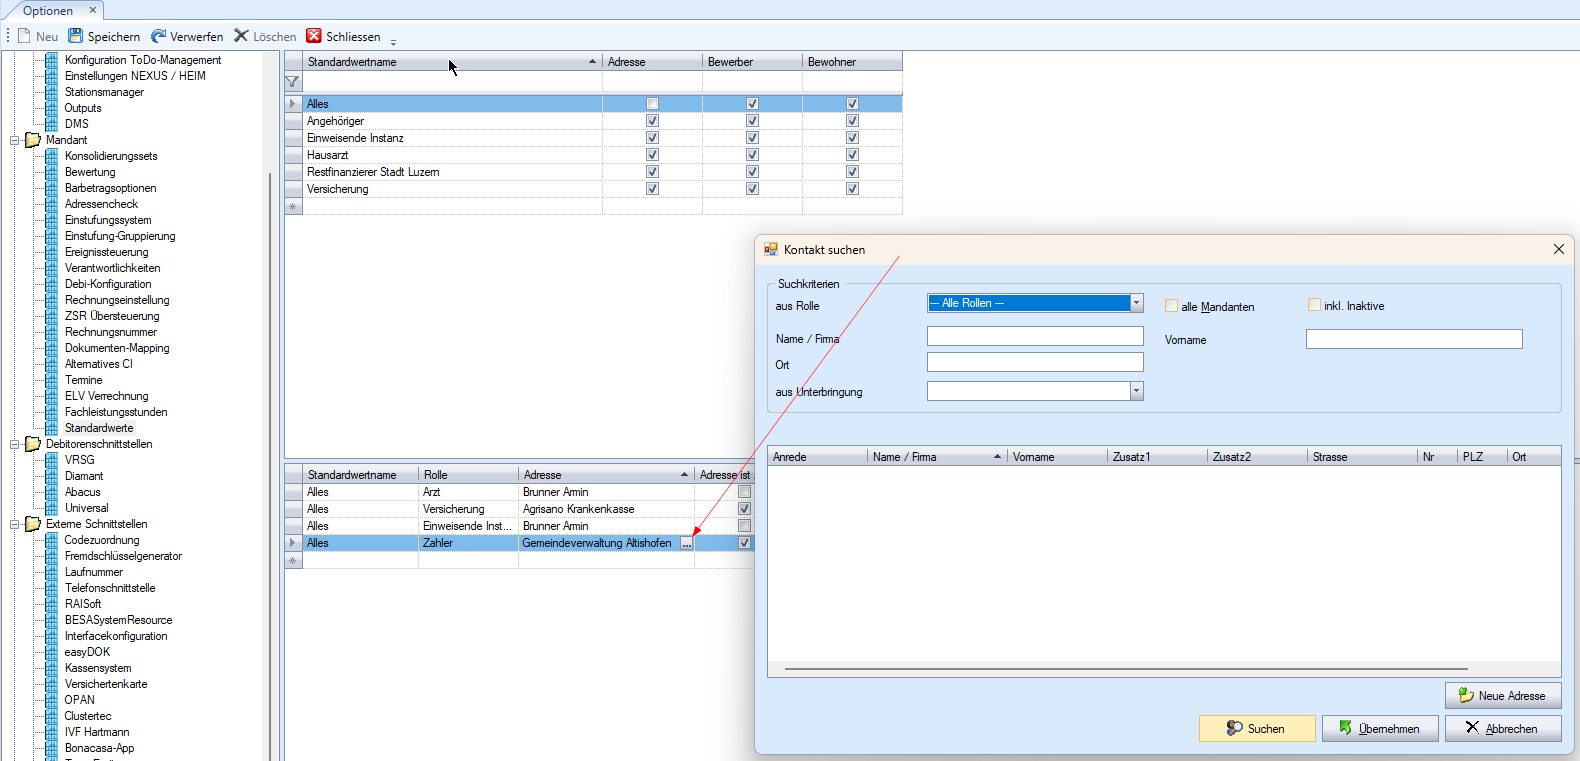 Optionen
Neu Speichern Verwerfen Löschen Schliessen
Konfiguration ToDo-Management
Einstellungen NEXUS / HEIM
Stationsmanager
Outputs
DMS
Mandant
Konsolidierungssets
Bewertung
Barbetragsoptionen
Adressencheck
Einstufungssystem
Einstufung-Gruppierung
Ereignissteuerung
Verantwortlichkeiten
Debi-Konfiguration
Rechnungseinstellung
ZSR Übersteuerung
Rechnungsnummer
Dokumenten-Mapping
Alternatives CI
Termine
ELV Verrechnung
Fachleistungsstunden
Standardwerte
Debitorenschnittstellen
VRSG
Diamant
Abacus
Universal
Externe Schnittstellen
Codezuordnung
Fremdschlüsselgenerator
Laufnummer
Telefonschnittstelle
RAISoft
BESASystemResource
Interfacekonfiguration
easyDOK
Kassensystem
Versichertenkarte
OPAN
Clustertec
IVF Hartmann
Bonacasa-App
Standardwertname Adresse Bewerber Bewohner
Alles
Angehöriger
Einweisende Instanz
Hausarzt
Restfinanzierer Stadt Luzern
Versicherung
Standardwertname Rolle Adresse Adresse ist
Alles Arzt Brunner Armin
Alles Versicherung Agrisano Krankenkasse
Alles Einweisende Inst... Brunner Armin
Alles Zahler Gemeindeverwaltung Altishofen ...
Kontakt suchen
Suchkriterien
aus Rolle --- Alle Rollen --- alle Mandanten inkl. Inaktive
Name / Firma Vorname
Ort
aus Unterbringung
Anrede Name / Firma Vorname Zusatz1 Zusatz2 Strasse Nr PLZ Ort
Neue Adresse
Suchen Übernehmen Abbrechen